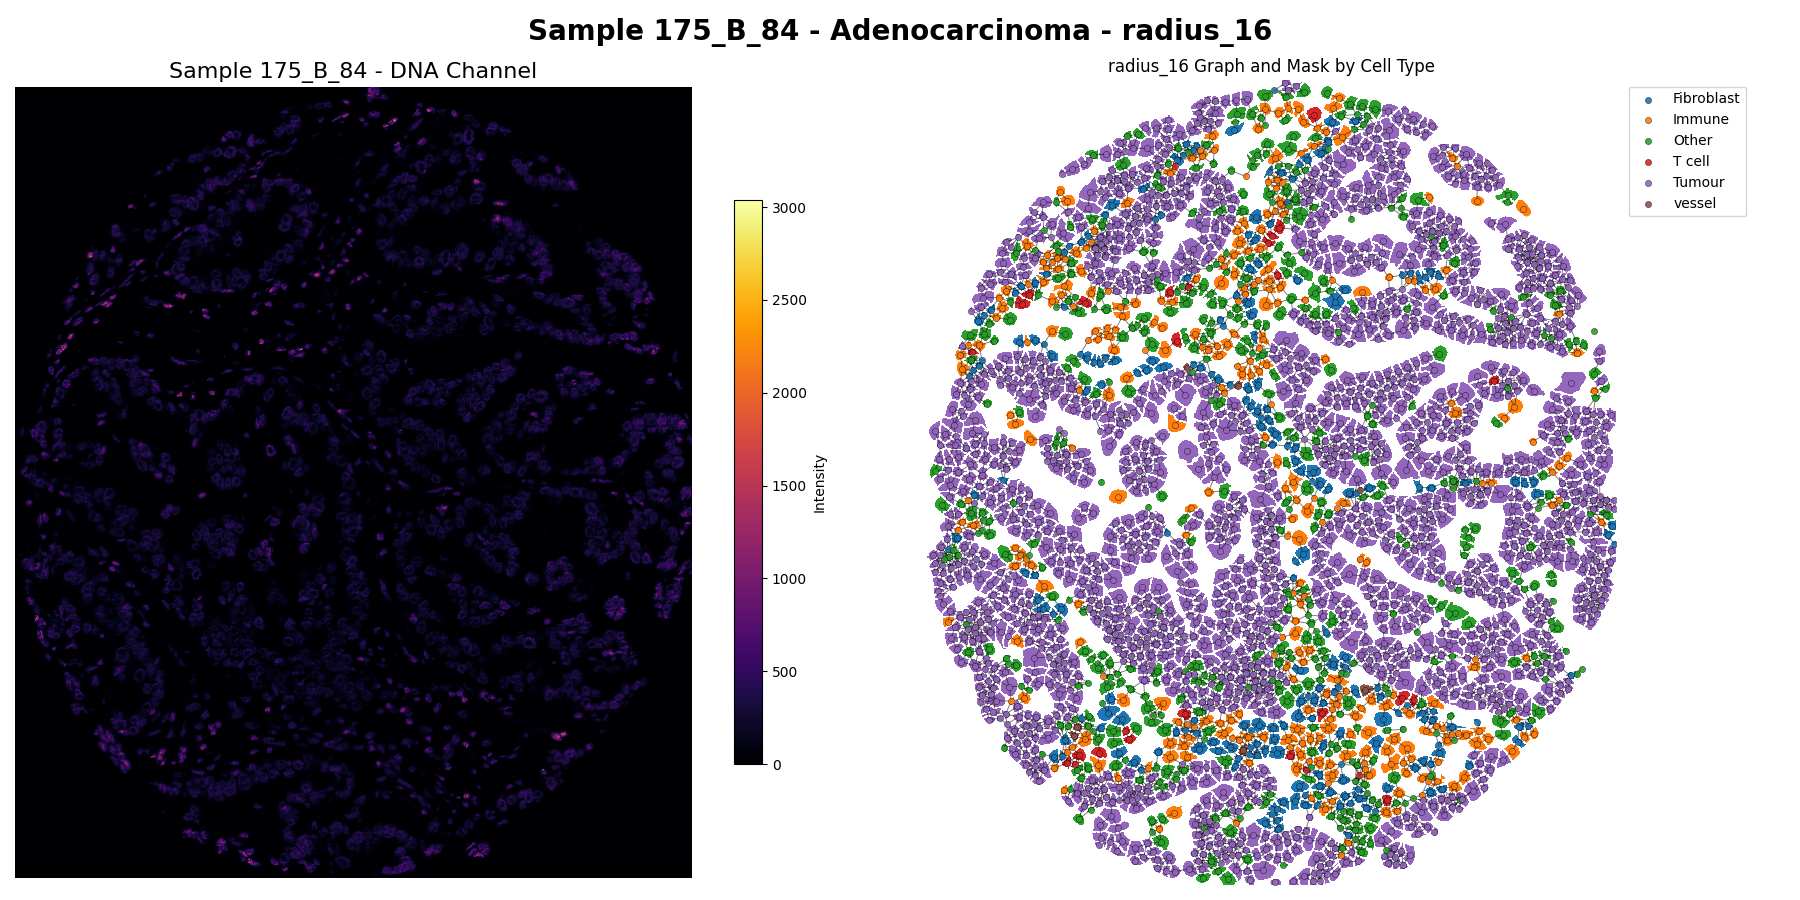 Sample 175_B_84 - Adenocarcinoma - radius_16
Sample 175_B_84 - DNA Channel
radius_16 Graph and Mask by Cell Type
3000
2500
2000
1500
1000
500
0
Intensity
Fibroblast
Immune
Other
T cell
Tumour
vessel